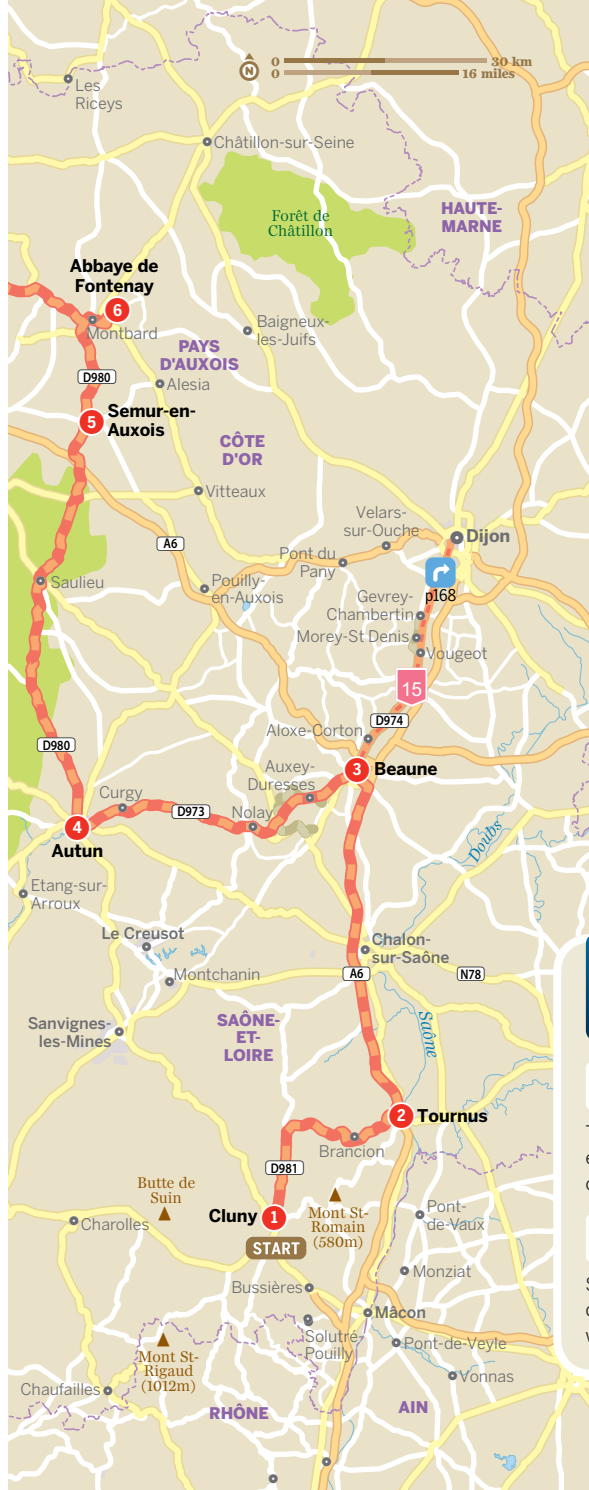 N
0 30 km
0 16 miles
Les
Riceys
Châtillon-sur-Seine
Forêt de
Châtillon
HAUTE-
MARNE
Abbaye de
Fontenay
6
Montbard
Baigneux-
les-Juifs
PAYS
D'AUXOIS
D980
Alesia
5
Semur-en-
Auxois
CÔTE
D'OR
Vitteaux
Velars-
sur-Ouche
Dijon
A6
Pont du
Pany
p168
Saulieu
Pouilly-
en-Auxois
Gevrey-
Chambertin
Morey-St Denis
Vougeot
15
D974
Aloxe-Corton
D980
3 Beaune
Auxey-
Duresses
Curgy
D973
Nolay
4
Autun
Doubs
Etang-sur-
Arroux
Le Creusot
Chalon-
sur-Saône
Montchanin
A6
N78
Sanvignes-
les-Mines
SAÔNE-
ET-
LOIRE
Saône
2 Tournus
Brancion
D981
Butte de
Suin
Cluny 1
START
Mont St-
Romain
(580m)
Charolles
Pont-
de-Vaux
Monziat
Bussières
Mâcon
Solutré-
Pouilly
Pont-de-Veyle
Mont St-
Rigaud
(1012m)
Vonnas
Chaufailles
RHÔNE
AIN